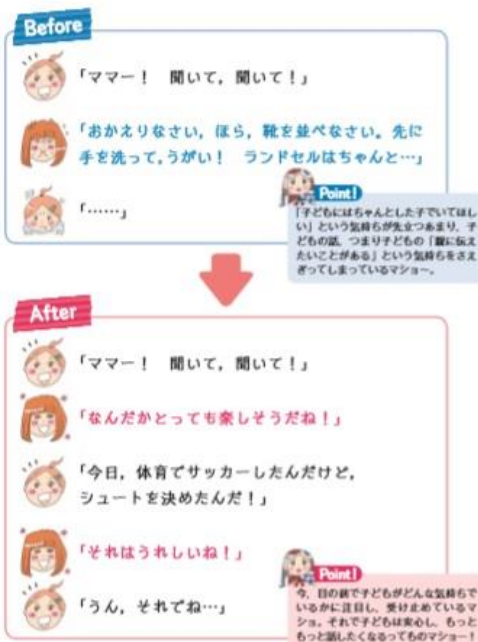 Before
「ママー！　聞いて，聞いて！」
「おかえりなさい，ほら，靴を並べなさい。先に
手を洗って，うがい！　ランドセルはちゃんと…」
「……」
Point!
「子どもにはちゃんとした子でいてほし
い」という気持ちが先立つあまり，子
どもの話，つまり子どもの「親に伝え
たいことがある」という気持ちをさえ
ぎってしまっているマショー。
After
「ママー！　聞いて，聞いて！」
「なんだかとっても楽しそうだね！」
「今日，体育でサッカーしたんだけど，
シュートを決めたんだ！」
「それはうれしいね！」
「うん，それでね…」
Point!
今，目の前で子どもがどんな気持ちで
いるかに注目し，受け止めているマ
ショ。それで子どもは安心し，もっと
もっと話したくなるってものマショー！